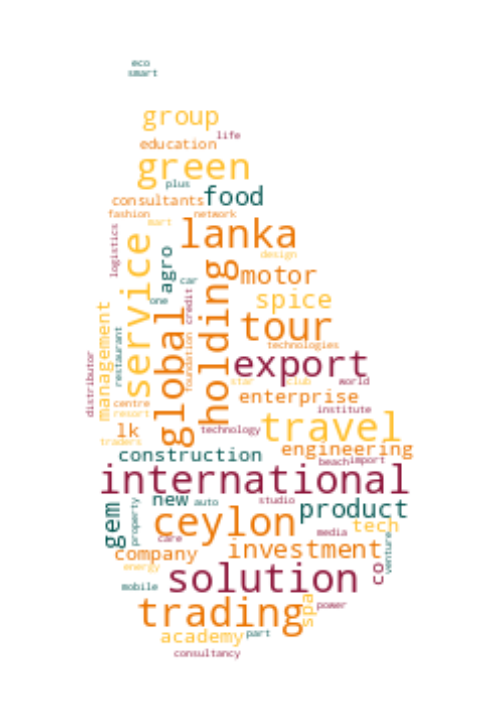 eco
smart
group
life
education
green
plus
consultants
food
fashion
network
mart
lanka
logistics
service
agro
design
holding
motor
car
one
credit
spice
management
global
tour
restaurant
foundation
technologies
export
distributor
star
club
world
enterprise
centre
institute
resort
travel
lk
technology
traders
engineering
construction
beach
import
international
new
auto
studio
product
gem
property
ceylon
tech
media
care
company
investment
venture
energy
solution
co
mobile
trading
spa
power
academy
part
consultancy